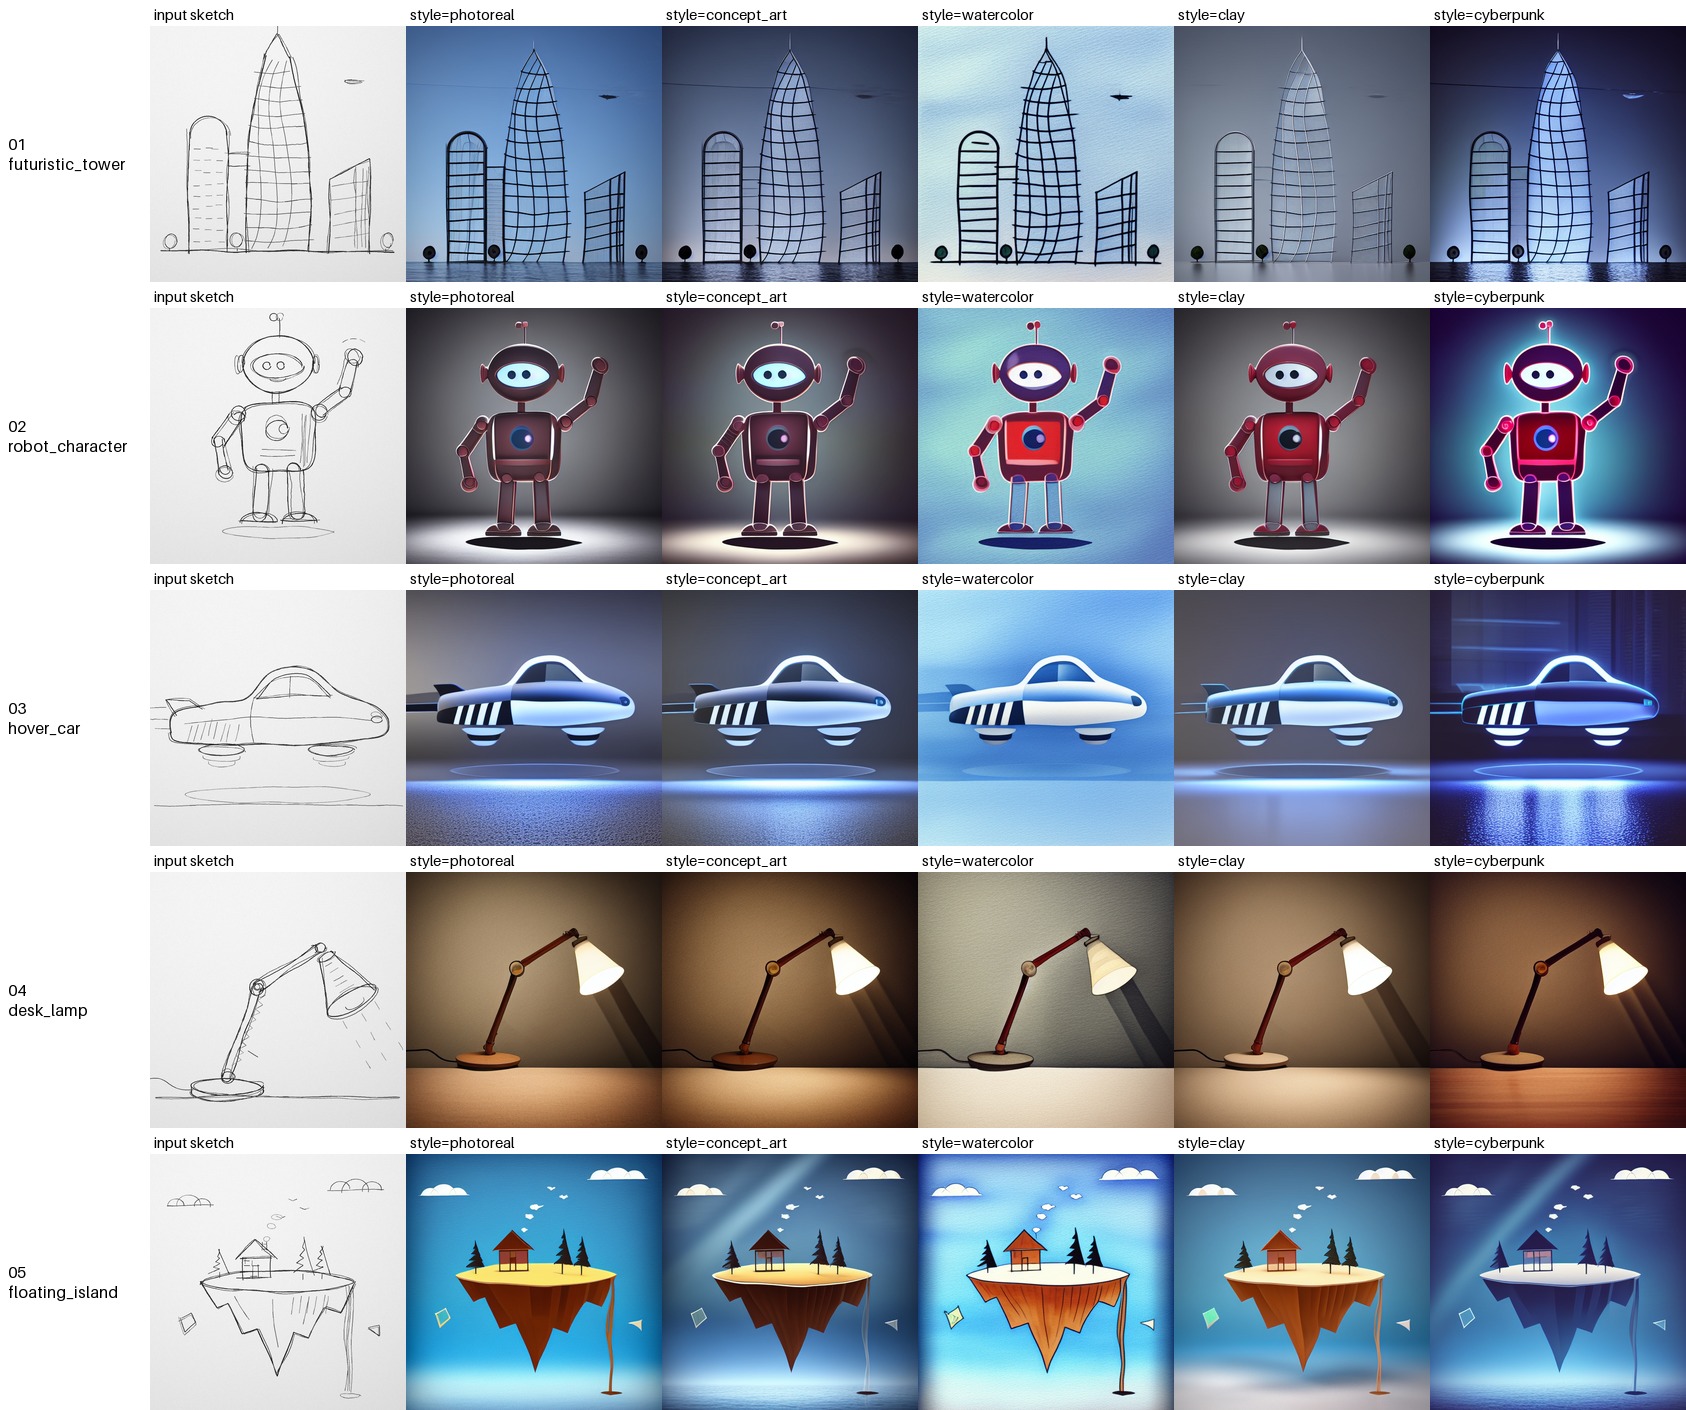 input sketch
style=photoreal
style=concept_art
style=watercolor
style=clay
style=cyberpunk
01
futuristic_tower
input sketch
style=photoreal
style=concept_art
style=watercolor
style=clay
style=cyberpunk
02
robot_character
input sketch
style=photoreal
style=concept_art
style=watercolor
style=clay
style=cyberpunk
03
hover_car
input sketch
style=photoreal
style=concept_art
style=watercolor
style=clay
style=cyberpunk
04
desk_lamp
input sketch
style=photoreal
style=concept_art
style=watercolor
style=clay
style=cyberpunk
05
floating_island